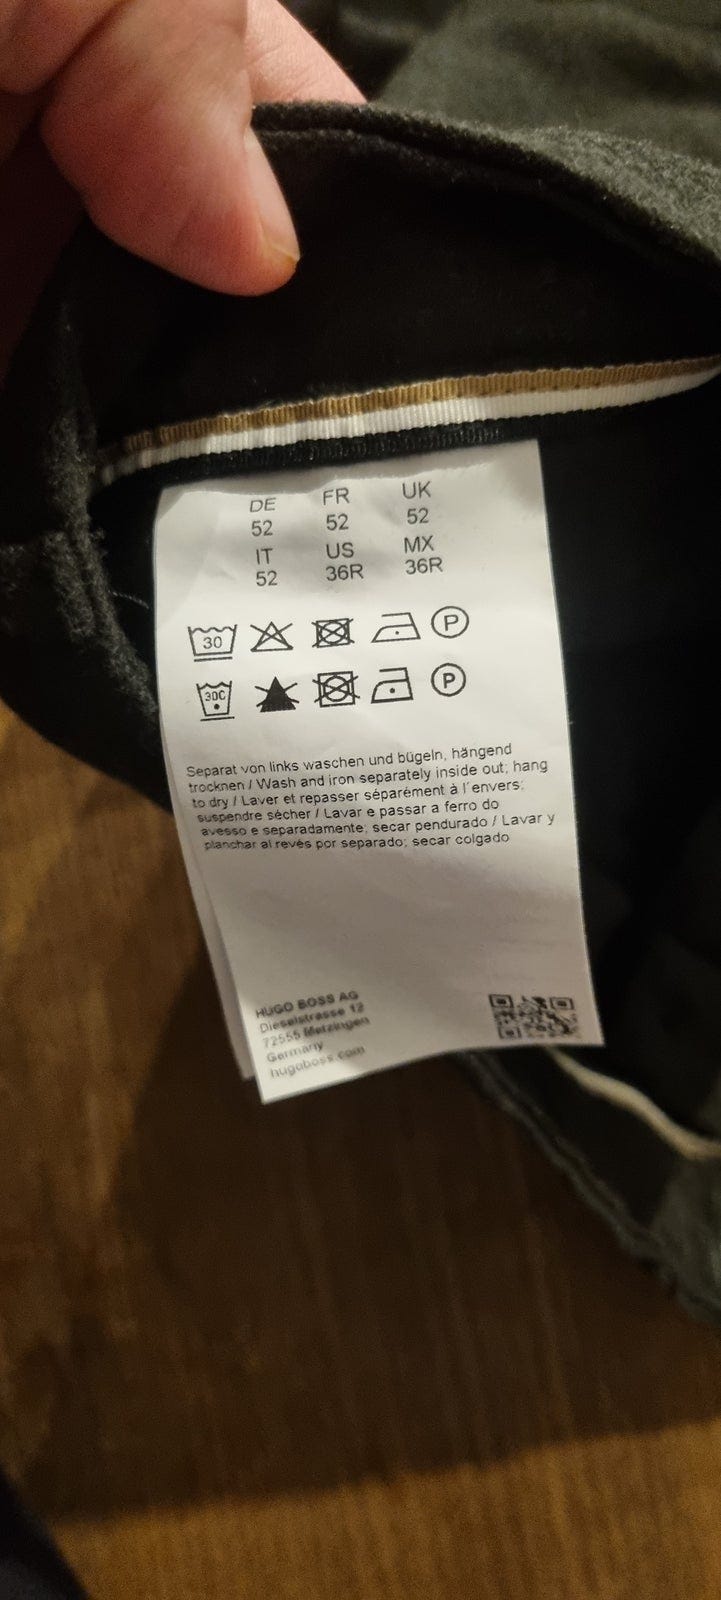 DE FR UK
52 52 52
IT US MX
52 36R 36R
30 P
30C P
Separat von links waschen und bügeln, hängend
trocknen / Wash and iron separately inside out; hang
to dry / Laver et repasser séparément à l'envers;
suspendre sécher / Lavar e passar a ferro do
avesso e separadamente; secar pendurado / Lavar y
planchar al revés por separado; secar colgado
HUGO BOSS AG
Dieselstrasse 12
72555 Metzingen
Germany
hugoboss.com